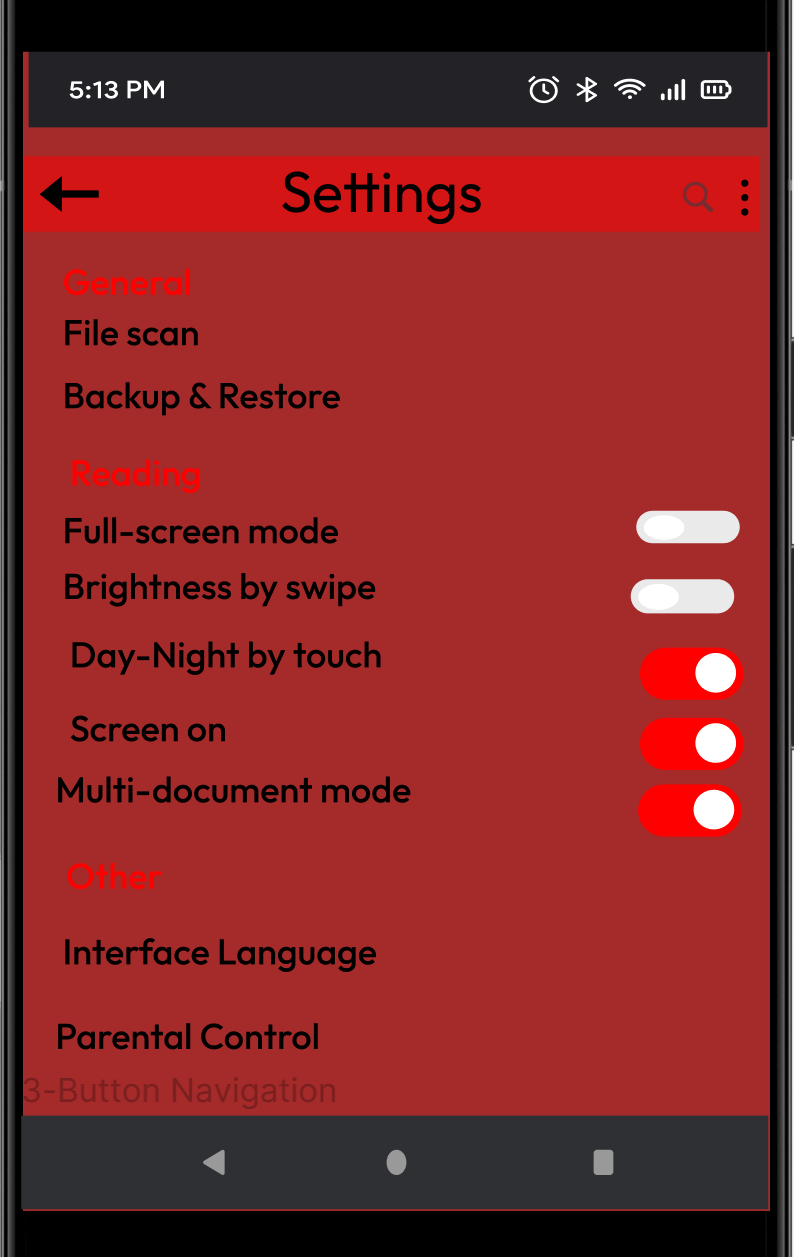 5:13 PM
Settings
General
File scan
Backup & Restore
Reading
Full-screen mode
Brightness by swipe
Day-Night by touch
Screen on
Multi-document mode
Other
Interface Language
Parental Control
3-Button Navigation